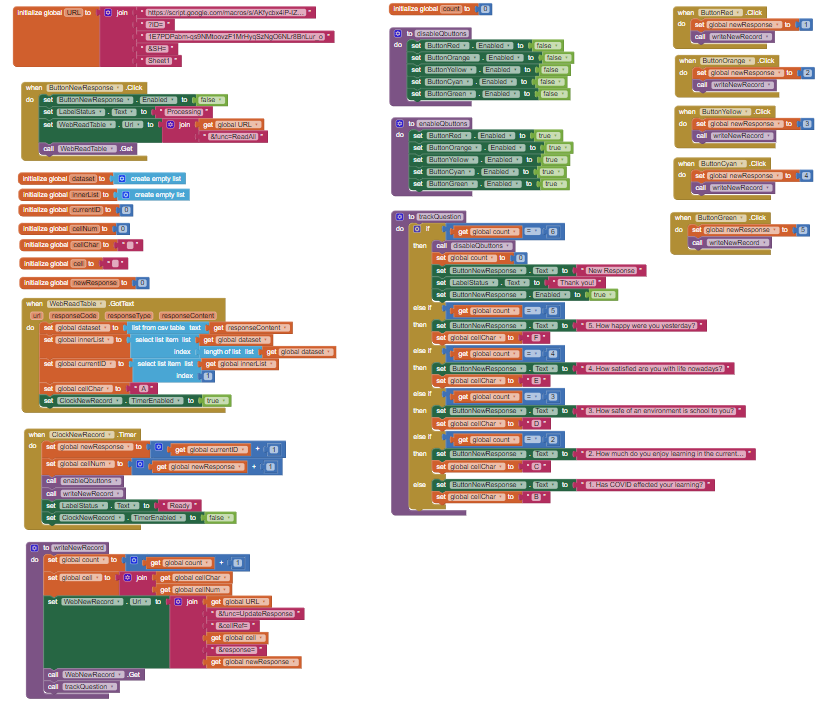 initialize global URL to join "https://script.google.com/macros/s/AKfycbx4iP-IZ..."
"?ID="
"&SH="
"Sheet1"
when ButtonNewResponse .Click
do set ButtonNewResponse . Enabled to false
set LabelStatus . Text to "Processing"
set WebReadTable . Url to join get global URL
"&func=ReadAll"
call WebReadTable .Get
initialize global dataset to create empty list
initialize global innerList to create empty list
initialize global currentID to 0
initialize global cellNum to 0
initialize global cellChar to " "
initialize global cell to " "
initialize global newResponse to 0
when WebReadTable .GotText
url responseCode responseType responseContent
do set global dataset to list from csv table text get responseContent
set global innerList to select list item list get global dataset
index length of list list get global dataset
set global currentID to select list item list get global innerList
index 1
set global cellChar to "A"
set ClockNewRecord . TimerEnabled to true
when ClockNewRecord .Timer
do set global newResponse to get global currentID + 1
set global cellNum to get global newResponse + 1
call enableQbuttons
call writeNewRecord
set LabelStatus . Text to "Ready"
set ClockNewRecord . TimerEnabled to false
to writeNewRecord
do set global count to get global count + 1
set global cell to join get global cellChar
get global cellNum
set WebNewRecord . Url to join get global URL
"&func=UpdateResponse"
"&cellRef="
get global cell
"&response="
get global newResponse
call WebNewRecord .Get
call trackQuestion
initialize global count to 0
to disableQbuttons
do set ButtonRed . Enabled to false
set ButtonOrange . Enabled to false
set ButtonYellow . Enabled to false
set ButtonCyan . Enabled to false
set ButtonGreen . Enabled to false
to enableQbuttons
do set ButtonRed . Enabled to true
set ButtonOrange . Enabled to true
set ButtonYellow . Enabled to true
set ButtonCyan . Enabled to true
set ButtonGreen . Enabled to true
to trackQuestion
do if get global count = 6
then call disableQbuttons
set global count to 0
set ButtonNewResponse . Text to "New Response"
set LabelStatus . Text to "Thank you!"
set ButtonNewResponse . Enabled to true
else if get global count = 5
then set ButtonNewResponse . Text to "5. How happy were you yesterday?"
set global cellChar to "F"
else if get global count = 4
then set ButtonNewResponse . Text to "4. How satisfied are you with life nowadays?"
set global cellChar to "E"
else if get global count = 3
then set ButtonNewResponse . Text to "3. How safe of an environment is school to you?"
set global cellChar to "D"
else if get global count = 2
then set ButtonNewResponse . Text to "2. How much do you enjoy learning in the current..."
set global cellChar to "C"
else set ButtonNewResponse . Text to "1. Has COVID effected your learning?"
set global cellChar to "B"
when ButtonRed .Click
do set global newResponse to 1
call writeNewRecord
when ButtonOrange .Click
do set global newResponse to 2
call writeNewRecord
when ButtonYellow .Click
do set global newResponse to 3
call writeNewRecord
when ButtonCyan .Click
do set global newResponse to 4
call writeNewRecord
when ButtonGreen .Click
do set global newResponse to 5
call writeNewRecord